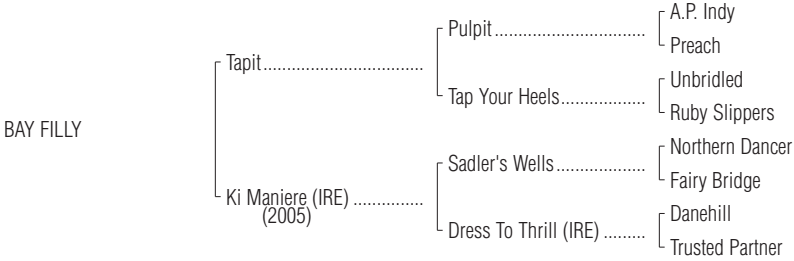 A.P. Indy
Pulpit................................
Preach
Tapit..................................
Unbridled
Tap Your Heels..................
Ruby Slippers
BAY FILLY
Northern Dancer
Sadler's Wells...................
Fairy Bridge
Ki Maniere (IRE) ...............
(2005)
Danehill
Dress To Thrill (IRE) .........
Trusted Partner